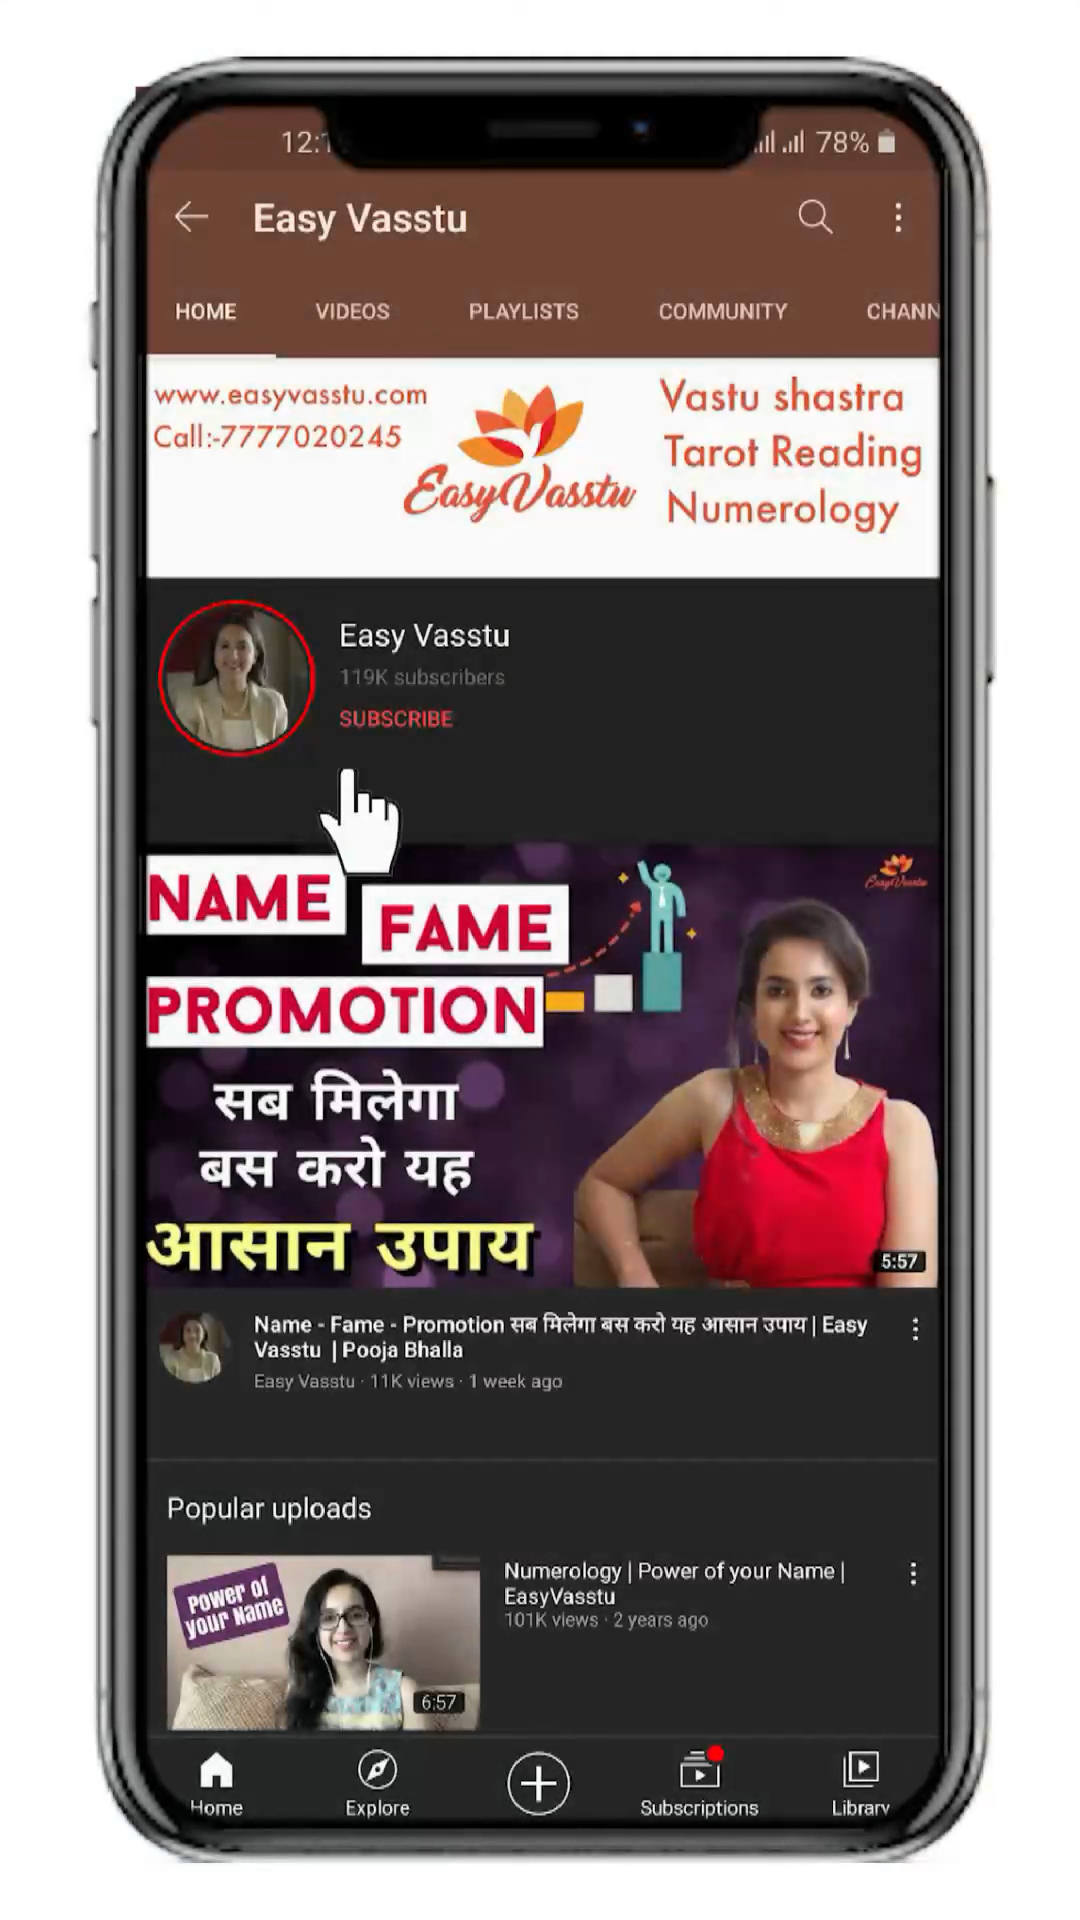 78%
Easy Vasstu
HOME VIDEOS PLAYLISTS COMMUNITY
www.easyvasstu.com
Call:-7777020245
EasyVasstu
Vastu shastra
Tarot Reading
Numerology
Easy Vasstu
119K subscribers
SUBSCRIBE
NAME
FAME
PROMOTION
सब मिलेगा
बस करो यह
आसान उपाय
EasyVasstu
5:57
Name - Fame - Promotion सब मिलेगा बस करो यह आसान उपाय | Easy
Vasstu | Pooja Bhalla
Easy Vasstu · 11K views · 1 week ago
Popular uploads
Power of
your Name
6:57
Numerology | Power of your Name |
EasyVasstu
101K views · 2 years ago
Home Explore Subscriptions Library